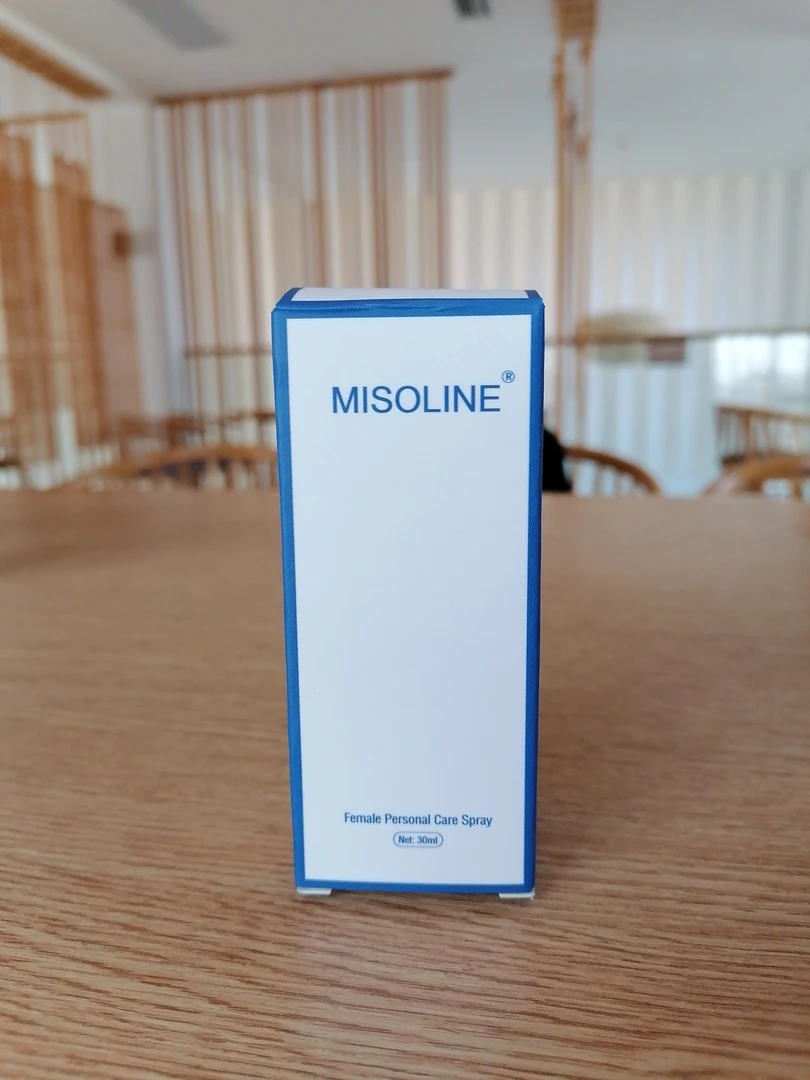 MISOLINE®
Female Personal Care Spray
Net: 30ml